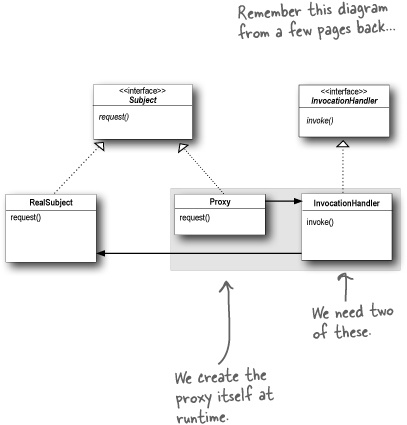 Remember this diagram
from a few pages back...
<<interface>>
Subject
request()
<<interface>>
InvocationHandler
invoke()
RealSubject
request()
Proxy
request()
InvocationHandler
invoke()
We create the
proxy itself at
runtime.
We need two
of these.